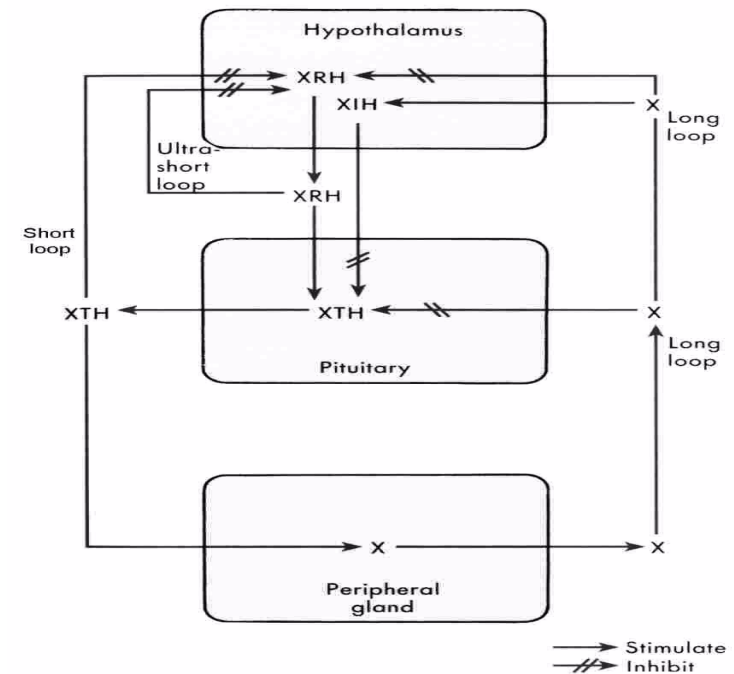 Hypothalamus
XRH
XIH
X
Long
loop
Ultra-
short
loop
XRH
Short
loop
XTH
XTH
X
Long
loop
Pituitary
X
X
Peripheral
gland
Stimulate
Inhibit